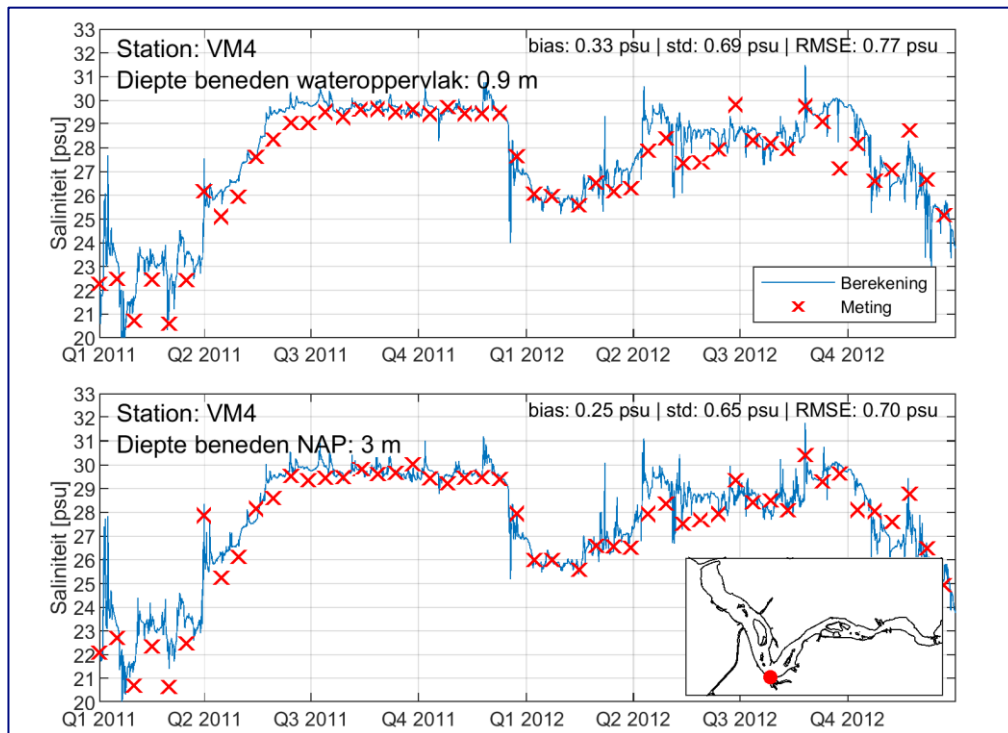 Station: VM4
Diepte beneden wateroppervlak: 0.9 m
bias: 0.33 psu | std: 0.69 psu | RMSE: 0.77 psu
Saliniteit [psu]
33
32
31
30
29
28
27
26
25
24
23
22
21
20
Berekening
Meting
Q1 2011 Q2 2011 Q3 2011 Q4 2011 Q1 2012 Q2 2012 Q3 2012 Q4 2012
Station: VM4
Diepte beneden NAP: 3 m
bias: 0.25 psu | std: 0.65 psu | RMSE: 0.70 psu
Saliniteit [psu]
33
32
31
30
29
28
27
26
25
24
23
22
21
20
Q1 2011 Q2 2011 Q3 2011 Q4 2011 Q1 2012 Q2 2012 Q3 2012 Q4 2012